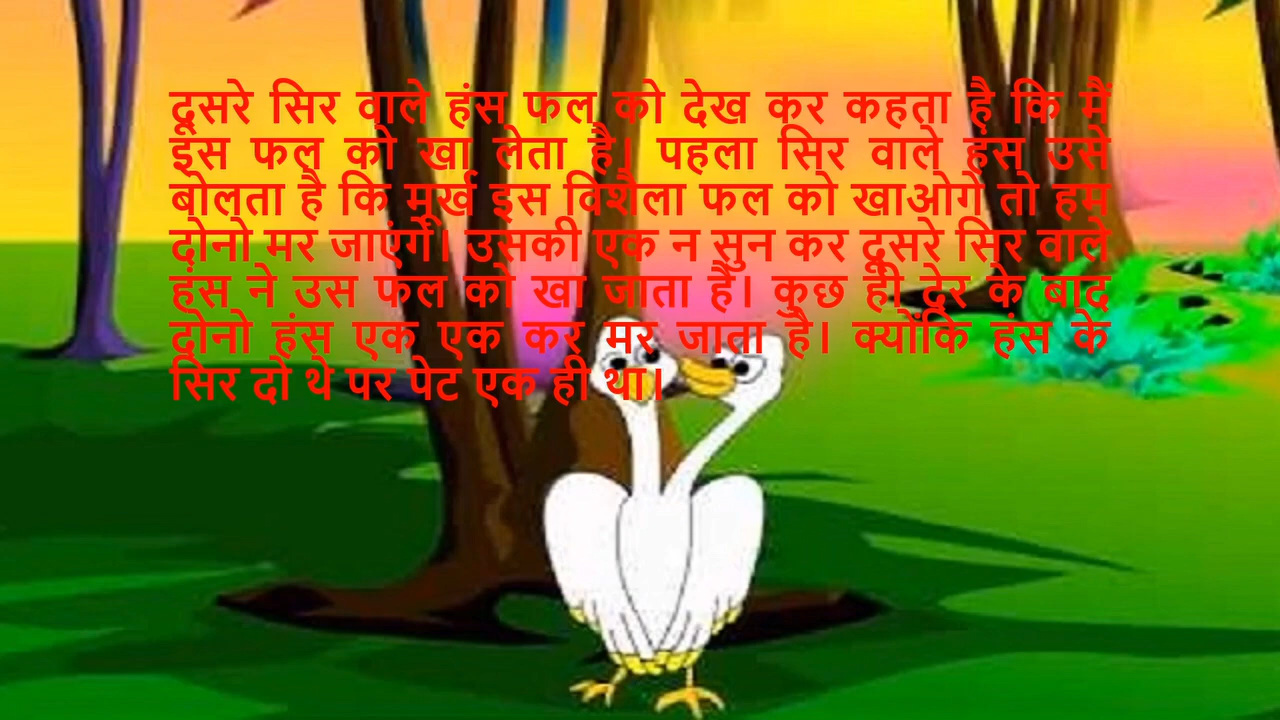 दूसरे सिर वाले हंस फल को देख कर कहता है कि मैं
इस फल को खा लेता है। पहला सिर वाले हंस उसे
बोलता है कि मूर्ख इस विशैला फल को खाओगे तो हम
दोनो मर जाएंगे। उसकी एक न सुन कर दूसरे सिर वाले
हंस ने उस फल को खा जाता है। कुछ ही देर के बाद
दोनो हंस एक एक कर मर जाता है। क्योंकि हंस के
सिर दो थे पर पेट एक ही था।